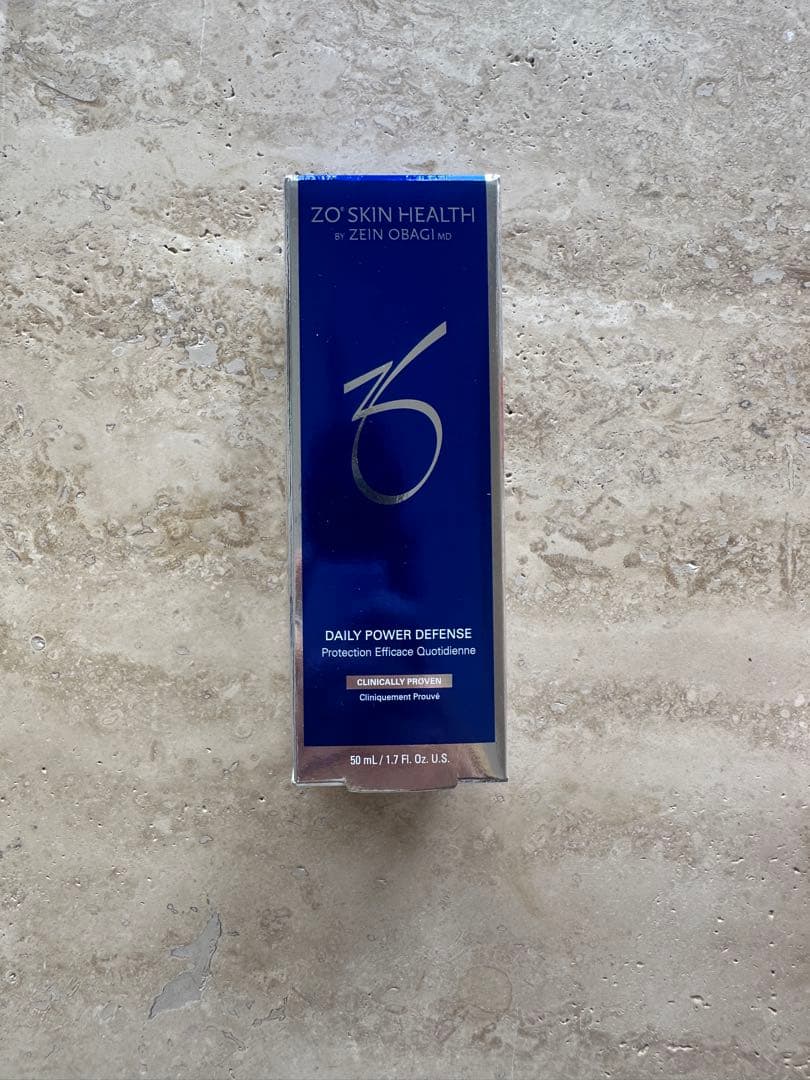 ZO® SKIN HEALTH
BY ZEIN OBAGI MD
ZO
DAILY POWER DEFENSE
Protection Efficace Quotidienne
CLINICALLY PROVEN
Cliniquement Prouvé
50 mL / 1.7 Fl. Oz. U.S.